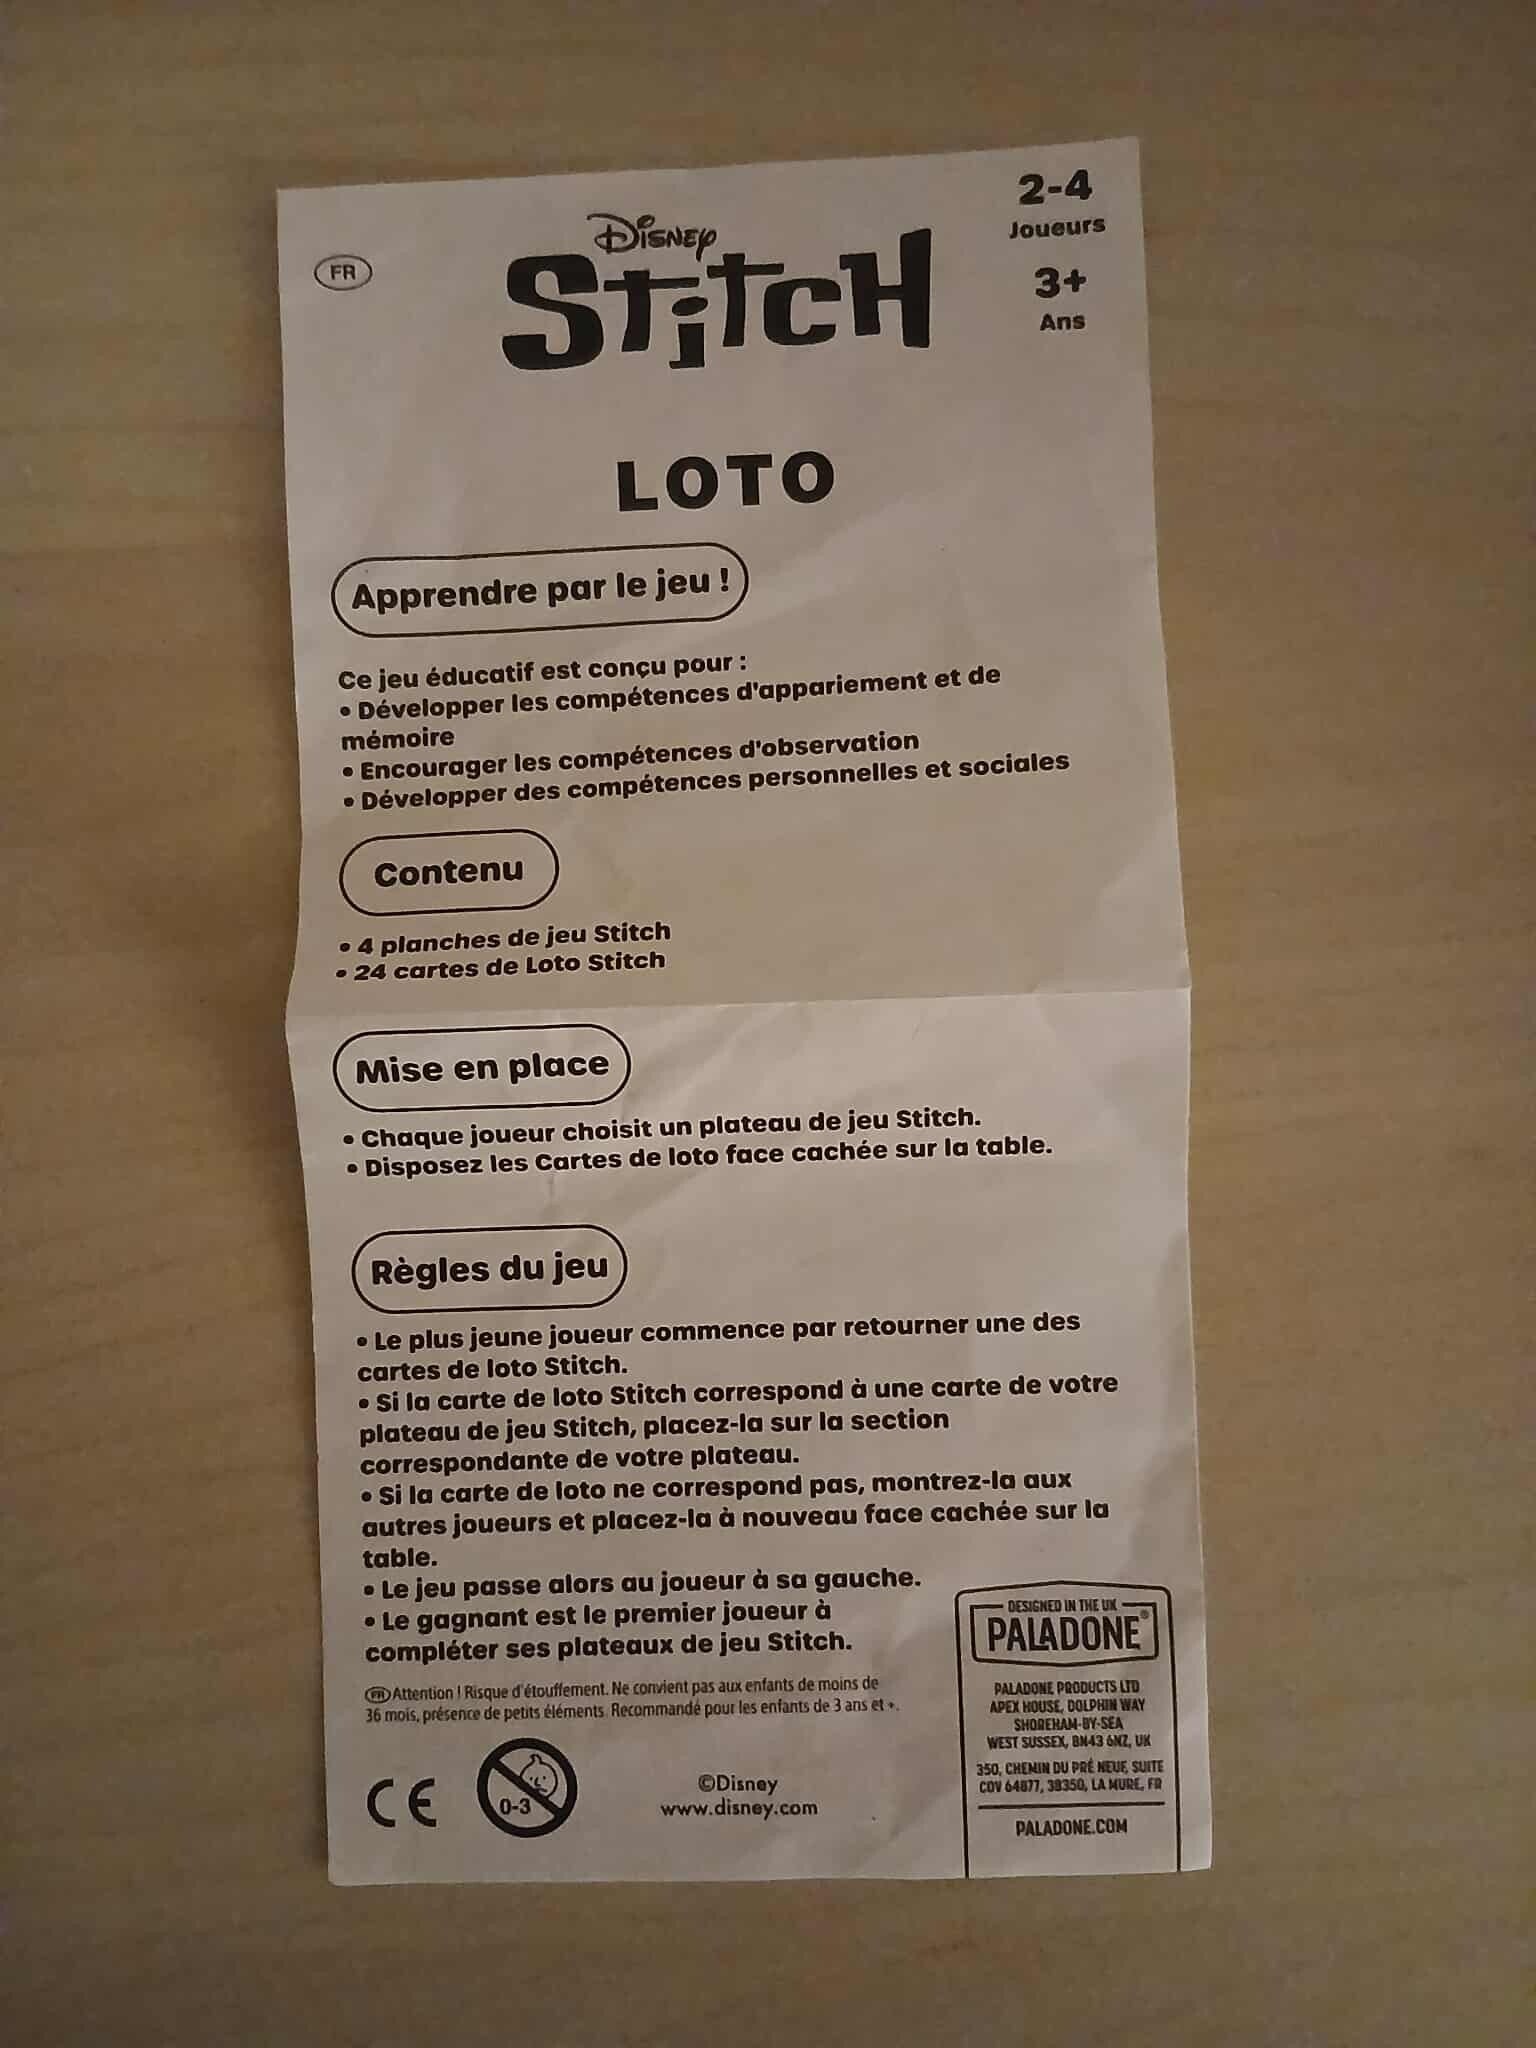 FR
Disney
Stitch
2-4
Joueurs
3+
Ans
LOTO
Apprendre par le jeu !
Ce jeu éducatif est conçu pour :
• Développer les compétences d'appariement et de
mémoire
• Encourager les compétences d'observation
• Développer des compétences personnelles et sociales
Contenu
• 4 planches de jeu Stitch
• 24 cartes de Loto Stitch
Mise en place
• Chaque joueur choisit un plateau de jeu Stitch.
• Disposez les Cartes de loto face cachée sur la table.
Règles du jeu
• Le plus jeune joueur commence par retourner une des
cartes de loto Stitch.
• Si la carte de loto Stitch correspond à une carte de votre
plateau de jeu Stitch, placez-la sur la section
correspondante de votre plateau.
• Si la carte de loto ne correspond pas, montrez-la aux
autres joueurs et placez-la à nouveau face cachée sur la
table.
• Le jeu passe alors au joueur à sa gauche.
• Le gagnant est le premier joueur à
compléter ses plateaux de jeu Stitch.
FR Attention ! Risque d'étouffement. Ne convient pas aux enfants de moins de
36 mois, présence de petits éléments. Recommandé pour les enfants de 3 ans et +.
CE
0-3
©Disney
www.disney.com
DESIGNED IN THE UK
PALADONE®
PALADONE PRODUCTS LTD
APEX HOUSE, DOLPHIN WAY
SHOREHAM-BY-SEA
WEST SUSSEX, BN43 6NZ, UK
350, CHEMIN DU PRÉ NEUF, SUITE
COV 64877, 38350, LA MURE, FR
PALADONE.COM